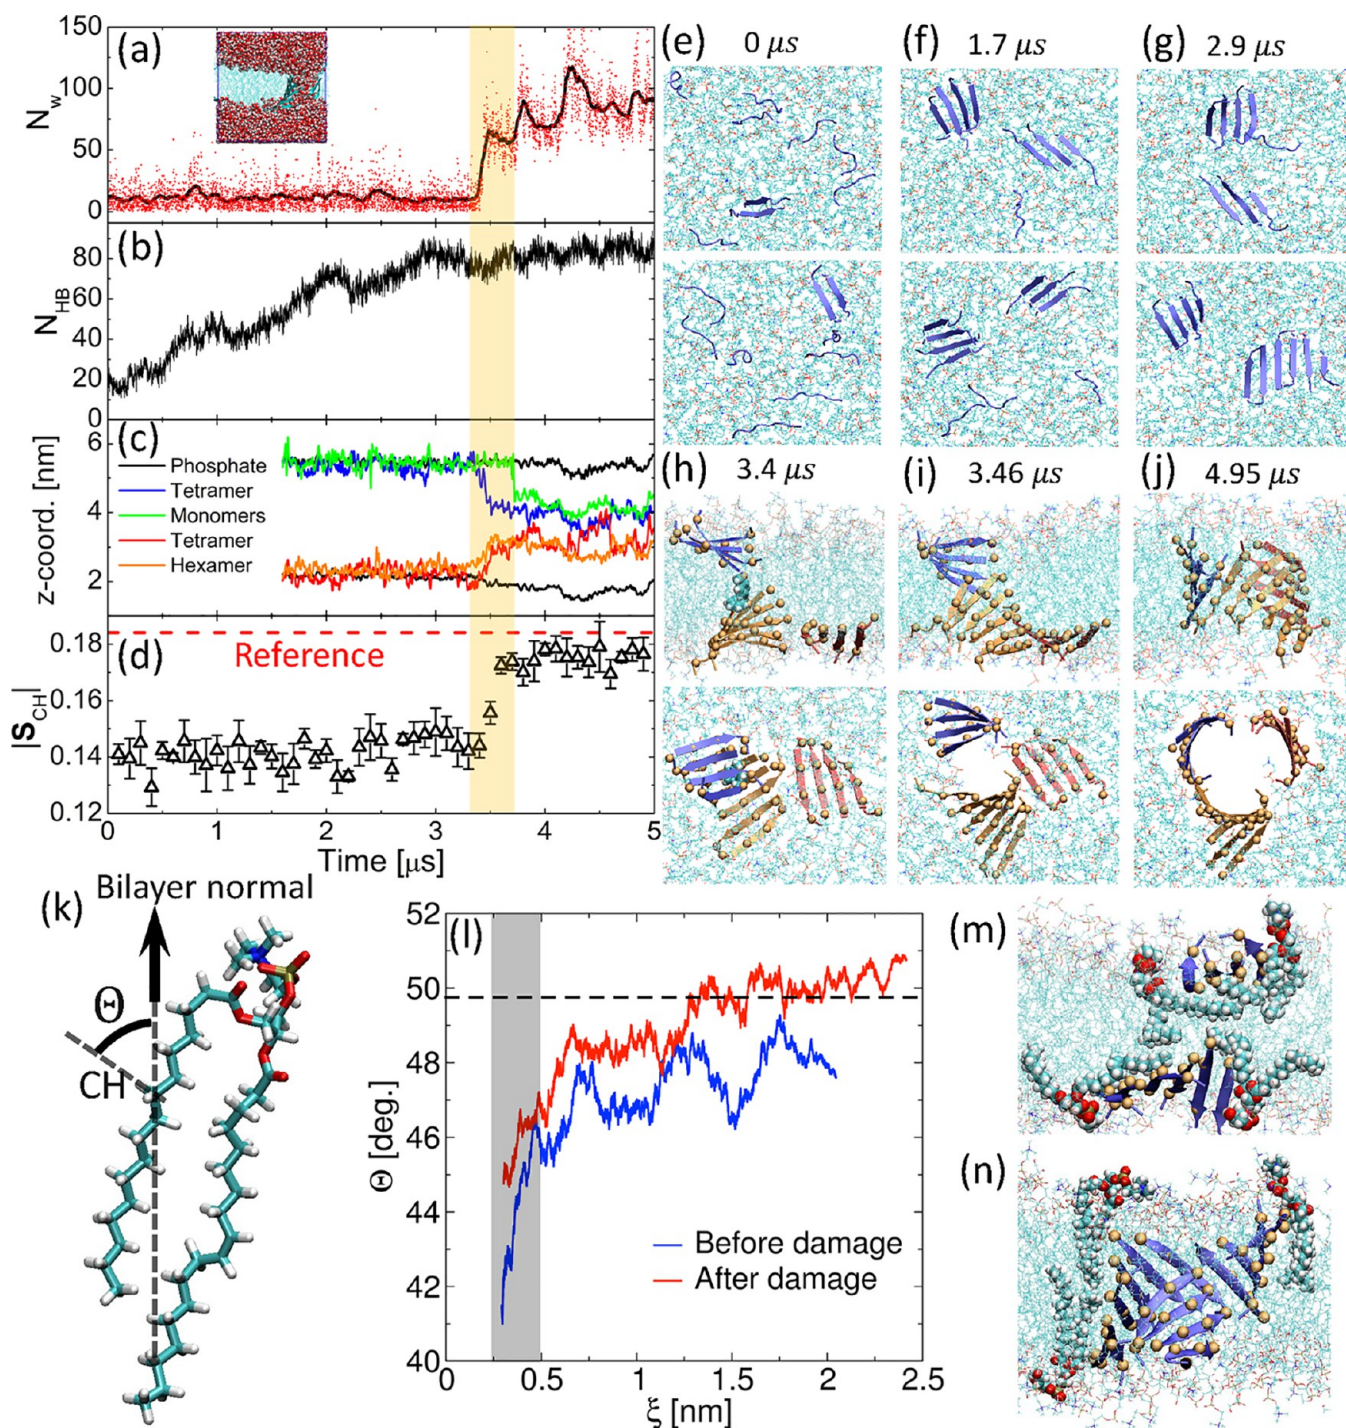 (a)
N_w
150
100
50
0
(b)
N_HB
80
60
40
20
0
(c)
z-coord. [nm]
6
4
2
Phosphate
Tetramer
Monomers
Tetramer
Hexamer
(d)
|S_CH|
0.18
0.16
0.14
0.12
Reference
0 1 2 3 4 5
Time [μs]
(e) 0 μs
(f) 1.7 μs
(g) 2.9 μs
(h) 3.4 μs
(i) 3.46 μs
(j) 4.95 μs
(k)
Bilayer normal
Θ
CH
(l)
Θ [deg.]
52
50
48
46
44
42
40
Before damage
After damage
0 0.5 1 1.5 2 2.5
ξ [nm]
(m)
(n)